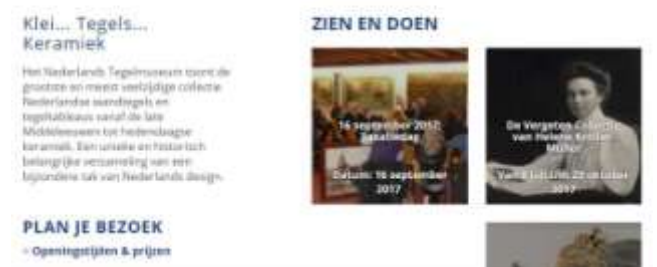 Klei... Tegels...
Keramiek
Het Nederlands Tegelmuseum toont de
grootste en meest veelzijdige collectie
Nederlandse wandtegels en
tegeltableaus vanaf de late
Middeleeuwen tot hedendaagse
keramiek. Een unieke en historisch
belangrijke verzameling van een
bijzondere tak van Nederlands design.
PLAN JE BEZOEK
- Openingstijden & prijzen
ZIEN EN DOEN
16 september 2017:
Datum: 16 september
2017
De Vergeten Collectie
van Helene Kröller-
Müller
oktober
2017